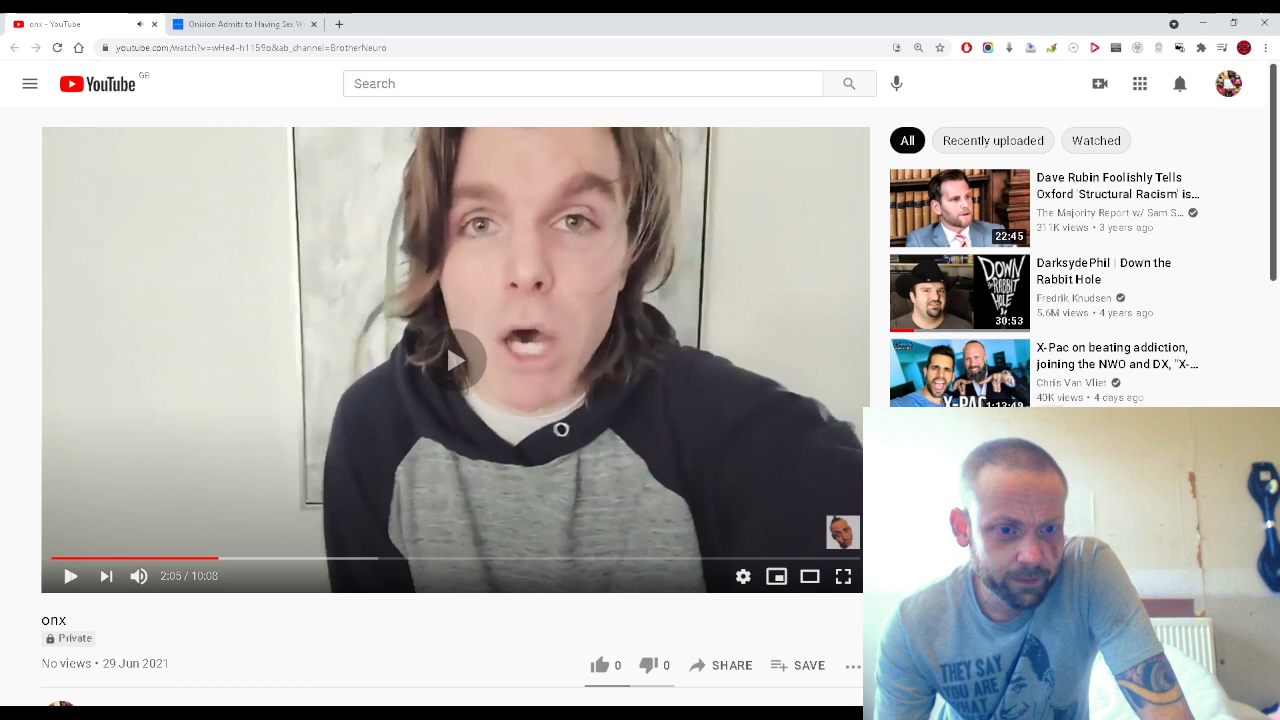 onx - YouTube
Onision Admits to Having Sex W
youtube.com/watch?v=wHe4-h1159o&ab_channel=BrotherNeuro
YouTube GB
Search
All
Recently uploaded
Watched
Dave Rubin Foolishly Tells
Oxford 'Structural Racism' is...
The Majority Report w/ Sam S...
311K views • 3 years ago
22:45
DarksydePhil | Down the
Rabbit Hole
Fredrik Knudsen
5.6M views • 4 years ago
DOWN
THE
RABBIT
HOLE
30:53
X-Pac on beating addiction,
joining the NWO and DX, "X-...
Chris Van Vliet
40K views • 4 days ago
X-PAC
1:13:49
2:05 / 10:08
onx
Private
No views • 29 Jun 2021
0
0
SHARE
SAVE
THEY SAY
YOU ARE
WHAT